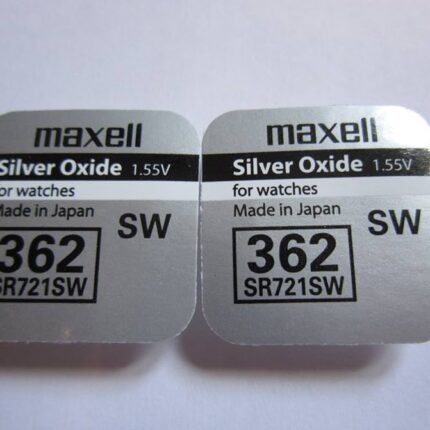 maxell
Silver Oxide 1.55V
or watches
Made in Japan
SW
362
SR721SW
maxell
Silver Oxide 1.55V
for watches
Made in Japan
SW
362
SR721SW